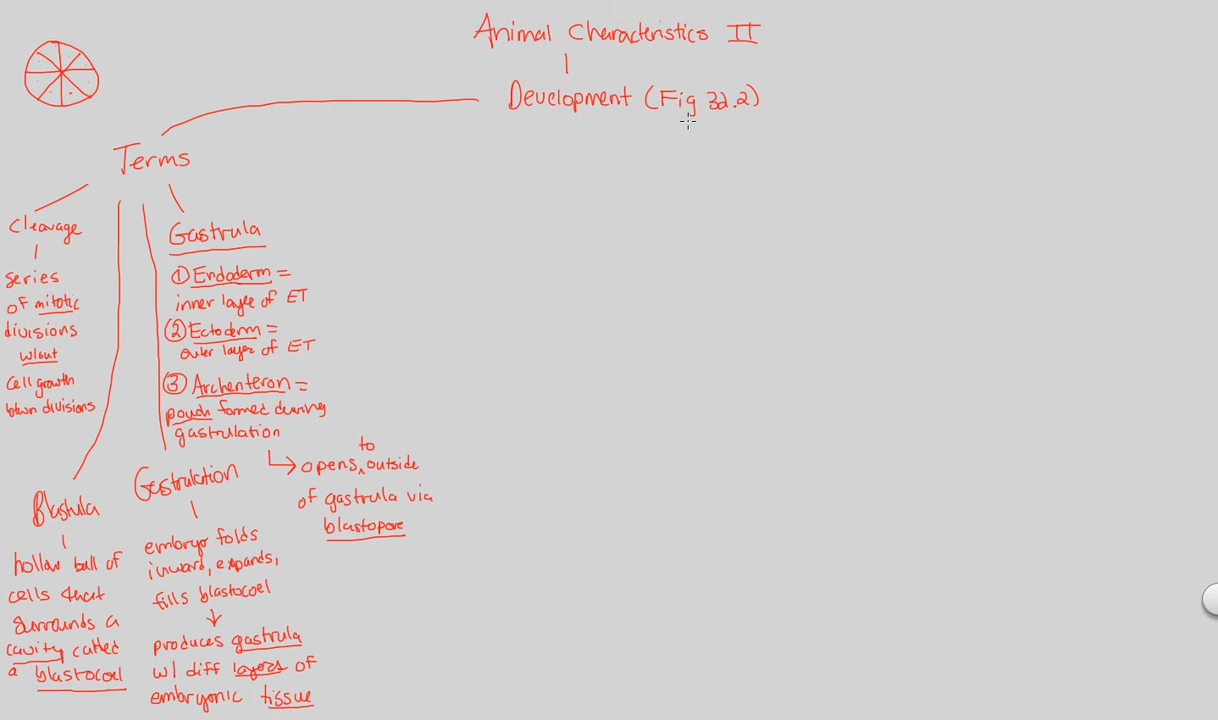 Animal Characteristics II
Development (Fig 32.2)
Terms
Cleavage
series
of mitotic
divisions
w/out
cell growth
btwn divisions
Gastrula
① Endoderm =
inner layer of ET
② Ectoderm =
outer layer of ET
③ Archenteron =
pouch formed during
gastrulation
to
opens ^ outside
of gastrula via
blastopore
Blastula
hollow ball of
cells that
surrounds a
cavity called
a blastocoel
Gastrulation
embryo folds
inward, expands,
fills blastocoel
produces gastrula
w/ diff layers of
embryonic tissue